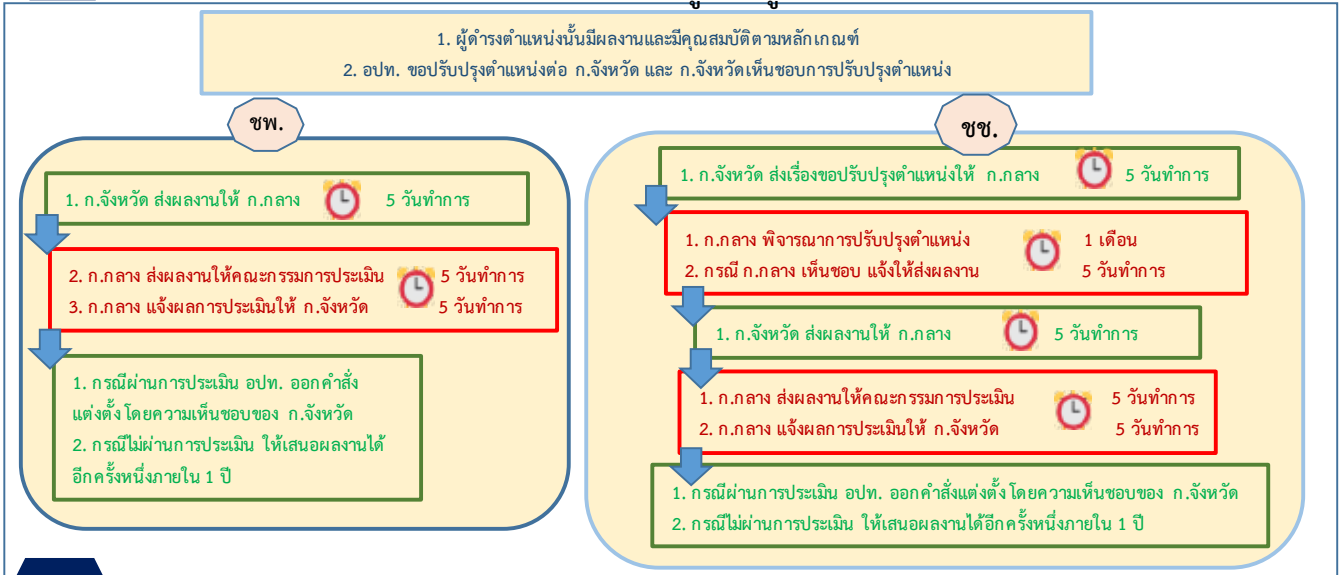 1. ผู้ดำรงตำแหน่งนั้นมีผลงานและมีคุณสมบัติตามหลักเกณฑ์
2. อปท. ขอปรับปรุงตำแหน่งต่อ ก.จังหวัด และ ก.จังหวัดเห็นชอบการปรับปรุงตำแหน่ง
ชพ.
1. ก.จังหวัด ส่งผลงานให้ ก.กลาง 5 วันทำการ
2. ก.กลาง ส่งผลงานให้คณะกรรมการประเมิน 5 วันทำการ
3. ก.กลาง แจ้งผลการประเมินให้ ก.จังหวัด 5 วันทำการ
1. กรณีผ่านการประเมิน อปท. ออกคำสั่ง
แต่งตั้ง โดยความเห็นชอบของ ก.จังหวัด
2. กรณีไม่ผ่านการประเมิน ให้เสนอผลงานได้
อีกครั้งหนึ่งภายใน 1 ปี
ชช.
1. ก.จังหวัด ส่งเรื่องขอปรับปรุงตำแหน่งให้ ก.กลาง 5 วันทำการ
1. ก.กลาง พิจารณาการปรับปรุงตำแหน่ง 1 เดือน
2. กรณี ก.กลาง เห็นชอบ แจ้งให้ส่งผลงาน 5 วันทำการ
1. ก.จังหวัด ส่งผลงานให้ ก.กลาง 5 วันทำการ
1. ก.กลาง ส่งผลงานให้คณะกรรมการประเมิน 5 วันทำการ
2. ก.กลาง แจ้งผลการประเมินให้ ก.จังหวัด 5 วันทำการ
1. กรณีผ่านการประเมิน อปท. ออกคำสั่งแต่งตั้ง โดยความเห็นชอบของ ก.จังหวัด
2. กรณีไม่ผ่านการประเมิน ให้เสนอผลงานได้อีกครั้งหนึ่งภายใน 1 ปี